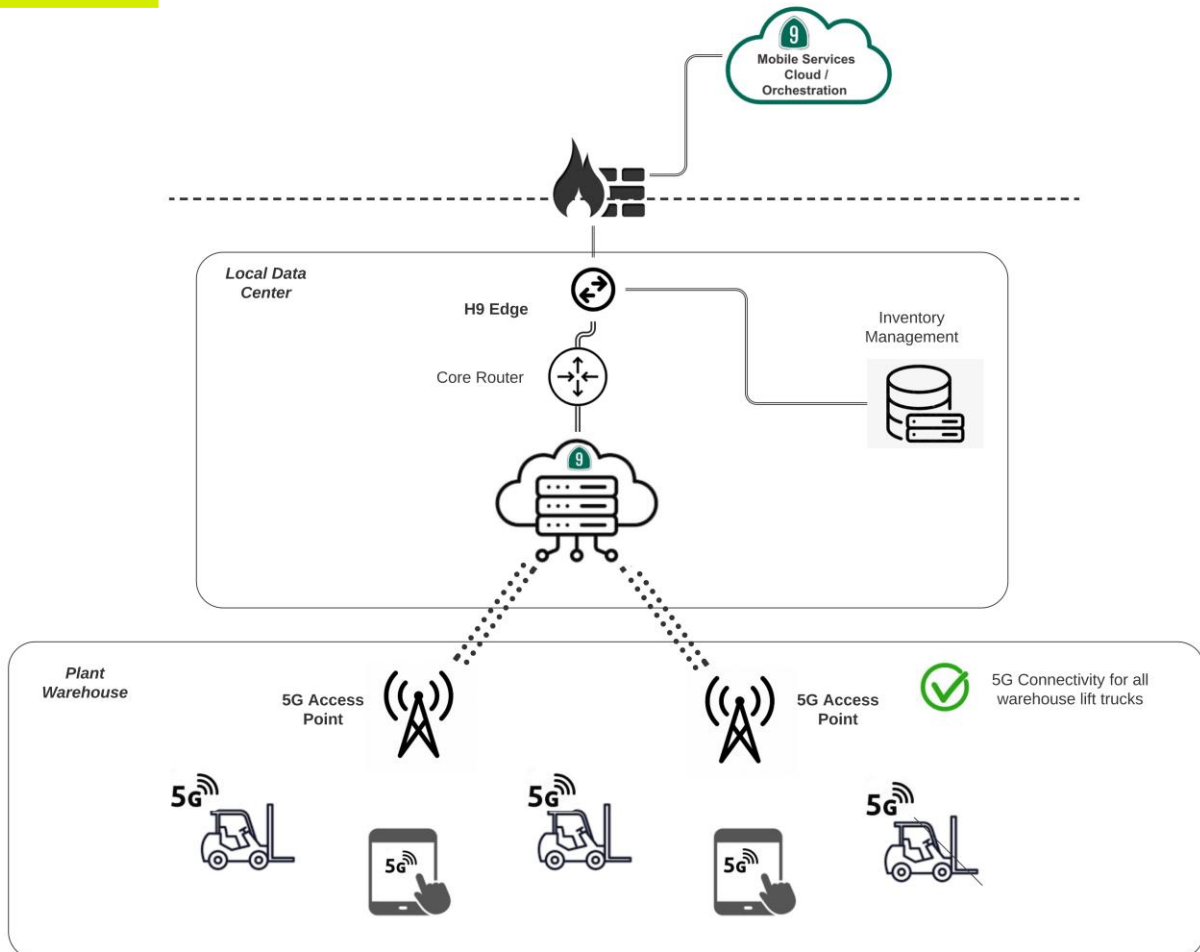 9
Mobile Services
Cloud /
Orchestration
Local Data
Center
H9 Edge
Inventory
Management
Core Router
9
Plant
Warehouse
5G Access
Point
5G Access
Point
5G Connectivity for all
warehouse lift trucks
5G
5G
5G
5G
5G